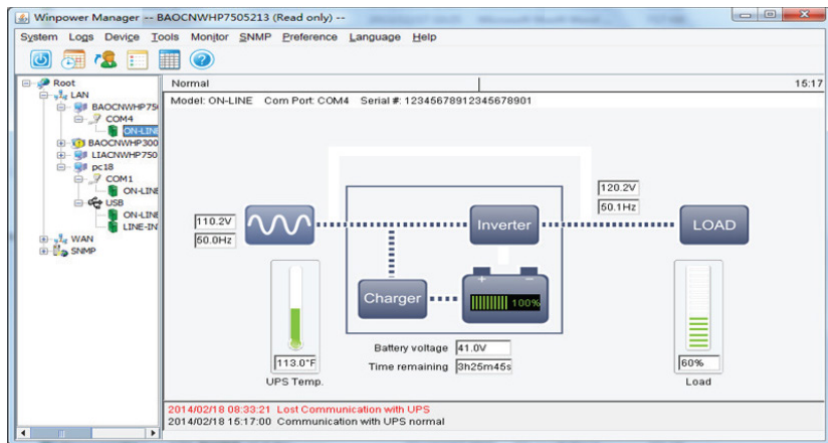 Winpower Manager -- BAOCNWHP7505213 (Read only) --
System Logs Device Tools Monitor SNMP Preference Language Help
Root
LAN
BAOCNWHP75
COM4
ON-LINE
BAOCNWHP300
LIACNWHP750
pc18
COM1
ON-LINE
USB
ON-LINE
LINE-IN
WAN
SNMP
Normal 15:17
Model: ON-LINE Com Port: COM4 Serial #: 12345678912345678901
110.2V
50.0Hz
Inverter
120.2V
50.1Hz
LOAD
Charger
+ −
100%
Battery voltage 41.0V
Time remaining 3h25m45s
113.0°F
UPS Temp.
60%
Load
2014/02/18 08:33:21 Lost Communication with UPS
2014/02/18 15:17:00 Communication with UPS normal